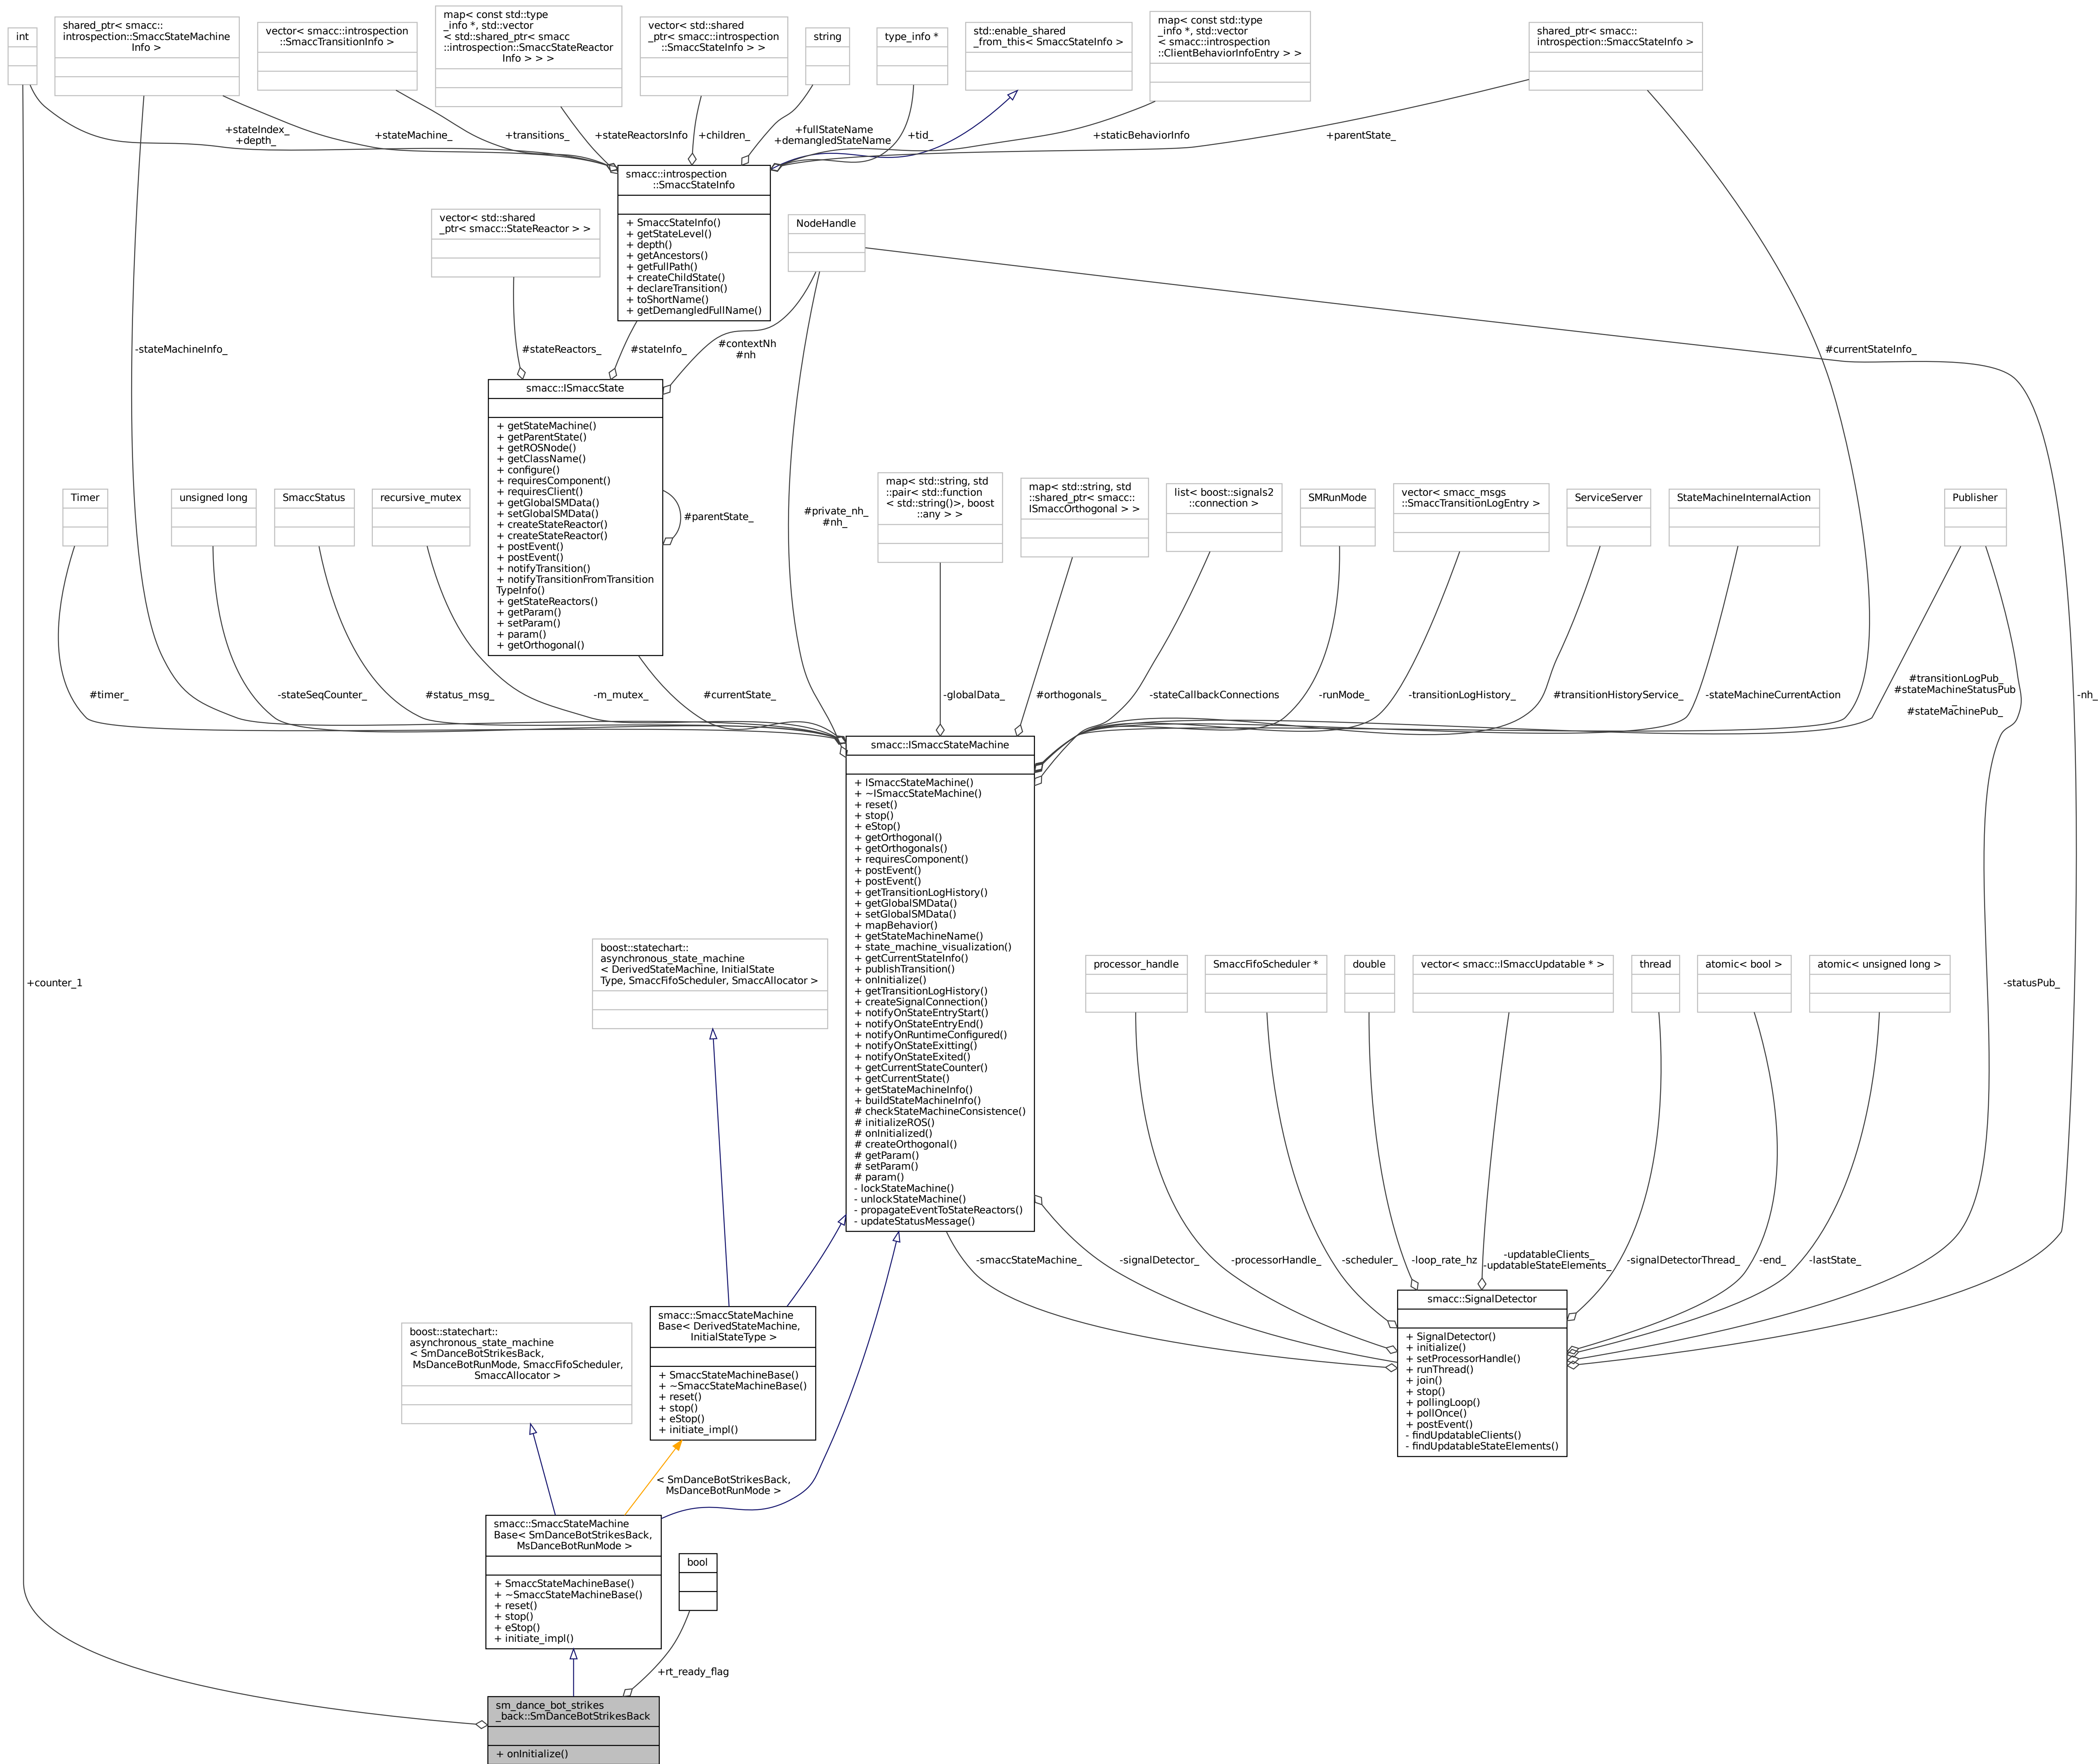 int
shared_ptr< smacc::
introspection::SmaccStateMachine
Info >
vector< smacc::introspection
::SmaccTransitionInfo >
map< const std::type
_info *, std::vector
< std::shared_ptr< smacc
::introspection::SmaccStateReactor
Info > > >
vector< std::shared
_ptr< smacc::introspection
::SmaccStateInfo > >
string
type_info *
std::enable_shared
_from_this< SmaccStateInfo >
map< const std::type
_info *, std::vector
< smacc::introspection
::ClientBehaviorInfoEntry > >
shared_ptr< smacc::
introspection::SmaccStateInfo >
+stateIndex_
+depth_
+stateMachine_
+transitions_
+stateReactorsInfo
+children_
+fullStateName
+demangledStateName
+tid_
+staticBehaviorInfo
+parentState_
smacc::introspection
::SmaccStateInfo
+ SmaccStateInfo()
+ getStateLevel()
+ depth()
+ getAncestors()
+ getFullPath()
+ createChildState()
+ declareTransition()
+ toShortName()
+ getDemangledFullName()
vector< std::shared
_ptr< smacc::StateReactor > >
NodeHandle
-stateMachineInfo_
#stateReactors_
#stateInfo_
#contextNh
#nh
#currentStateInfo_
smacc::ISmaccState
+ getStateMachine()
+ getParentState()
+ getROSNode()
+ getClassName()
+ configure()
+ requiresComponent()
+ requiresClient()
+ getGlobalSMData()
+ setGlobalSMData()
+ createStateReactor()
+ createStateReactor()
+ postEvent()
+ postEvent()
+ notifyTransition()
+ notifyTransitionFromTransition
TypeInfo()
+ getStateReactors()
+ getParam()
+ setParam()
+ param()
+ getOrthogonal()
#parentState_
#private_nh_
#nh_
Timer
unsigned long
SmaccStatus
recursive_mutex
map< std::string, std
::pair< std::function
< std::string()>, boost
::any > >
map< std::string, std
::shared_ptr< smacc::
ISmaccOrthogonal > >
list< boost::signals2
::connection >
SMRunMode
vector< smacc_msgs
::SmaccTransitionLogEntry >
ServiceServer
StateMachineInternalAction
Publisher
#timer_
-stateSeqCounter_
#status_msg_
-m_mutex_
#currentState_
-globalData_
#orthogonals_
-stateCallbackConnections
-runMode_
-transitionLogHistory_
#transitionHistoryService_
-stateMachineCurrentAction
#transitionLogPub_
#stateMachineStatusPub
_
#stateMachinePub_
-nh_
smacc::ISmaccStateMachine
+ ISmaccStateMachine()
+ ~ISmaccStateMachine()
+ reset()
+ stop()
+ eStop()
+ getOrthogonal()
+ getOrthogonals()
+ requiresComponent()
+ postEvent()
+ postEvent()
+ getTransitionLogHistory()
+ getGlobalSMData()
+ setGlobalSMData()
+ mapBehavior()
+ getStateMachineName()
+ state_machine_visualization()
+ getCurrentStateInfo()
+ publishTransition()
+ onInitialize()
+ getTransitionLogHistory()
+ createSignalConnection()
+ notifyOnStateEntryStart()
+ notifyOnStateEntryEnd()
+ notifyOnRuntimeConfigured()
+ notifyOnStateExitting()
+ notifyOnStateExited()
+ getCurrentStateCounter()
+ getCurrentState()
+ getStateMachineInfo()
+ buildStateMachineInfo()
# checkStateMachineConsistence()
# initializeROS()
# onInitialized()
# createOrthogonal()
# getParam()
# setParam()
# param()
- lockStateMachine()
- unlockStateMachine()
- propagateEventToStateReactors()
- updateStatusMessage()
boost::statechart::
asynchronous_state_machine
< DerivedStateMachine, InitialState
Type, SmaccFifoScheduler, SmaccAllocator >
processor_handle
SmaccFifoScheduler *
double
vector< smacc::ISmaccUpdatable * >
thread
atomic< bool >
atomic< unsigned long >
+counter_1
-statusPub_
-smaccStateMachine_
-signalDetector_
-processorHandle_
-scheduler_
-loop_rate_hz
-updatableClients_
-updatableStateElements_
-signalDetectorThread_
-end_
-lastState_
smacc::SignalDetector
+ SignalDetector()
+ initialize()
+ setProcessorHandle()
+ runThread()
+ join()
+ stop()
+ pollingLoop()
+ pollOnce()
+ postEvent()
- findUpdatableClients()
- findUpdatableStateElements()
smacc::SmaccStateMachine
Base< DerivedStateMachine,
InitialStateType >
+ SmaccStateMachineBase()
+ ~SmaccStateMachineBase()
+ reset()
+ stop()
+ eStop()
+ initiate_impl()
boost::statechart::
asynchronous_state_machine
< SmDanceBotStrikesBack,
MsDanceBotRunMode, SmaccFifoScheduler,
SmaccAllocator >
< SmDanceBotStrikesBack,
MsDanceBotRunMode >
smacc::SmaccStateMachine
Base< SmDanceBotStrikesBack,
MsDanceBotRunMode >
+ SmaccStateMachineBase()
+ ~SmaccStateMachineBase()
+ reset()
+ stop()
+ eStop()
+ initiate_impl()
bool
+rt_ready_flag
sm_dance_bot_strikes
_back::SmDanceBotStrikesBack
+ onInitialize()